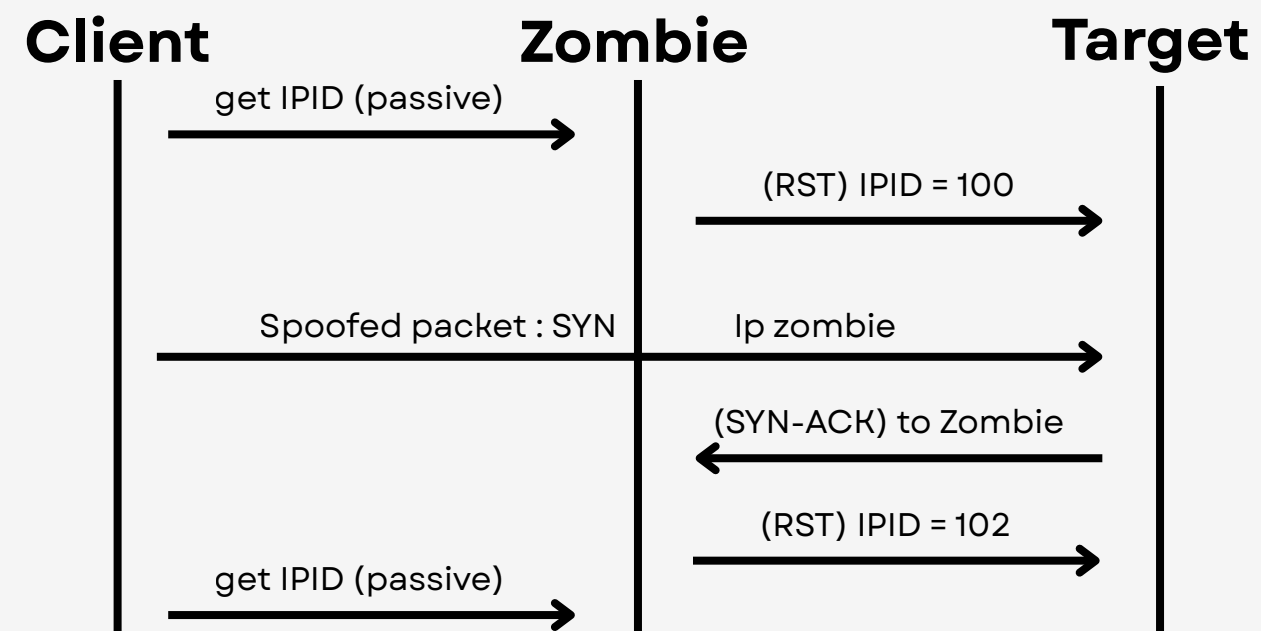 Client Zombie Target
get IPID (passive)
(RST) IPID = 100
Spoofed packet : SYN Ip zombie
(SYN-ACK) to Zombie
(RST) IPID = 102
get IPID (passive)